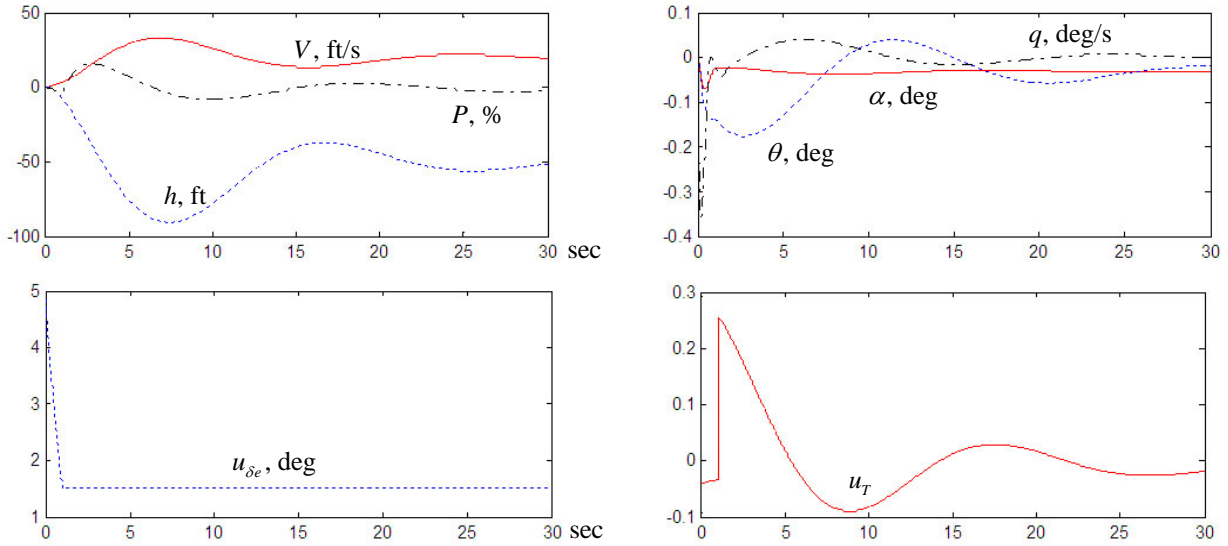 50
0
-50
-100
V, ft/s
P, %
h, ft
0 5 10 15 20 25 30 sec
0.1
0
-0.1
-0.2
-0.3
-0.4
q, deg/s
α, deg
θ, deg
0 5 10 15 20 25 30
5
4
3
2
1
u_{δe}, deg
0 5 10 15 20 25 30 sec
0.3
0.2
0.1
0
-0.1
u_T
0 5 10 15 20 25 30